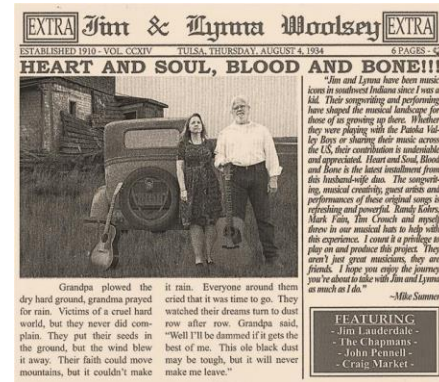 EXTRA Jim & Lynna Woolsey EXTRA
ESTABLISHED 1910 - VOL. CCXIV TULSA, THURSDAY, AUGUST 4, 1934 6 PAGES -
HEART AND SOUL, BLOOD AND BONE!!!
"Jim and Lynna have been music
icons in southwest Indiana since I was a
kid. Their songwriting and performing
have shaped the musical landscape for
those of us growing up there. Whether
they were playing with the Patoka Val-
ley Boys or sharing their music across
the US, their contribution is undeniable
and appreciated. Heart and Soul, Blood
and Bone is the latest installment from
this husband-wife duo. The songwrit-
ing, musical creativity, guest artists and
performances of these original songs is
refreshing and powerful. Randy Kohrs,
Mark Fain, Tim Crouch and myself
threw in our musical hats to help with
this experience. I count it a privilege to
play on and produce this project. They
aren't just great musicians, they are
friends. I hope you enjoy the journey
you're about to take with Jim and Lynna
as much as I do."
~Mike Sumner
Grandpa plowed the
dry hard ground, grandma prayed
for rain. Victims of a cruel hard
world, but they never did com-
plain. They put their seeds in
the ground, but the wind blew
it away. Their faith could move
mountains, but it couldn't make
it rain. Everyone around them
cried that it was time to go. They
watched their dreams turn to dust
row after row. Grandpa said,
"Well I'll be dammed if it gets the
best of me. This ole black dust
may be tough, but it will never
make me leave."
FEATURING
- Jim Lauderdale -
- The Chapmans -
- John Pennell -
- Craig Market -